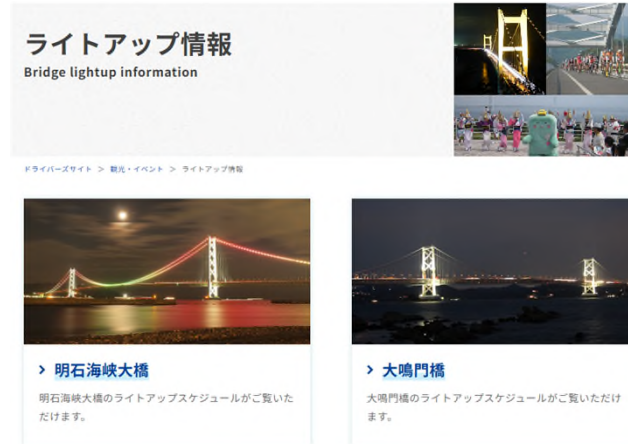 ライトアップ情報
Bridge lightup information
ドライバーズサイト > 観光・イベント > ライトアップ情報
明石海峡大橋
明石海峡大橋のライトアップスケジュールがご覧いた
だけます。
大鳴門橋
大鳴門橋のライトアップスケジュールがご覧いただけ
ます。